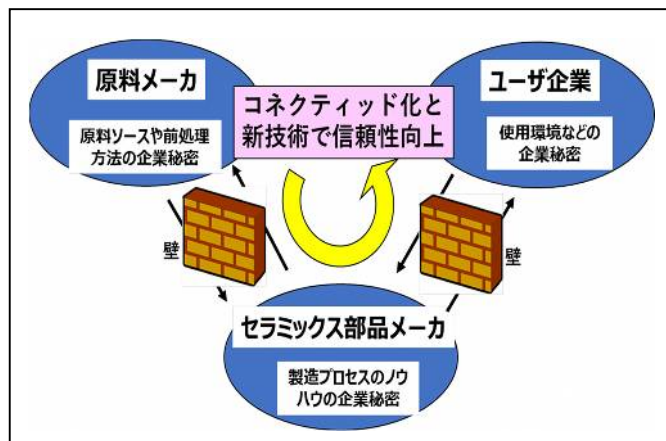 原料メーカ
原料ソースや前処理
方法の企業秘密
コネクティッド化と
新技術で信頼性向上
ユーザ企業
使用環境などの
企業秘密
壁
壁
セラミックス部品メーカ
製造プロセスのノウ
ハウの企業秘密